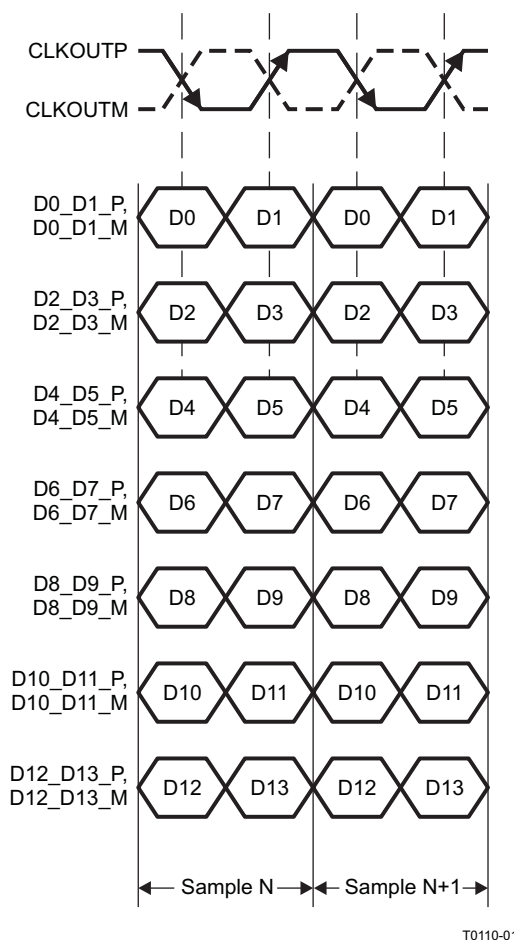 CLKOUTP
CLKOUTM
D0_D1_P,
D0_D1_M
D0 D1 D0 D1
D2_D3_P,
D2_D3_M
D2 D3 D2 D3
D4_D5_P,
D4_D5_M
D4 D5 D4 D5
D6_D7_P,
D6_D7_M
D6 D7 D6 D7
D8_D9_P,
D8_D9_M
D8 D9 D8 D9
D10_D11_P,
D10_D11_M
D10 D11 D10 D11
D12_D13_P,
D12_D13_M
D12 D13 D12 D13
Sample N Sample N+1
T0110-01